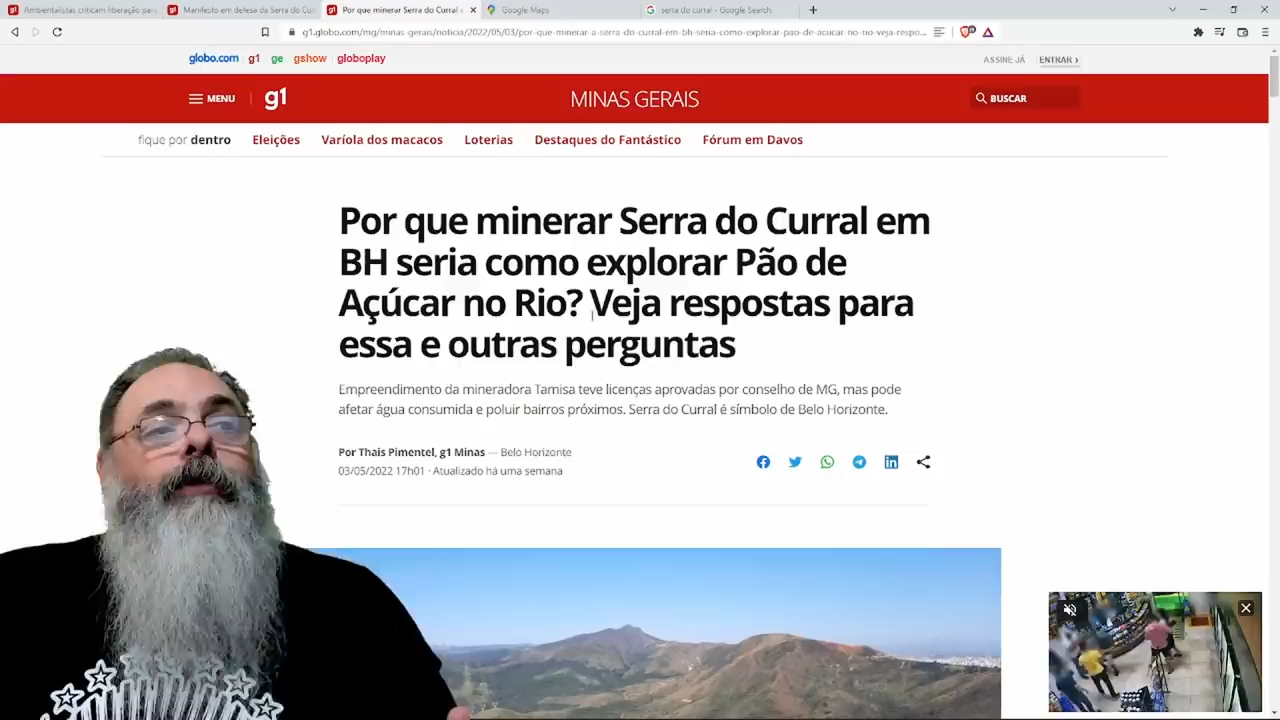 Ambientalistas criticam liberação para
Manifesto em defesa da Serra do Cur
Por que minerar Serra do Curral e
Google Maps
serra do curral - Google Search
g1.globo.com/mg/minas-gerais/noticia/2022/05/03/por-que-minerar-a-serra-do-curral-em-bh-seria-como-explorar-pao-de-acucar-no-rio-veja-respo...
globo.com g1 ge gshow globoplay
ASSINE JÁ ENTRAR ›
MENU g1 MINAS GERAIS BUSCAR
fique por dentro Eleições Varíola dos macacos Loterias Destaques do Fantástico Fórum em Davos
Por que minerar Serra do Curral em
BH seria como explorar Pão de
Açúcar no Rio? Veja respostas para
essa e outras perguntas
Empreendimento da mineradora Tamisa teve licenças aprovadas por conselho de MG, mas pode
afetar água consumida e poluir bairros próximos. Serra do Curral é símbolo de Belo Horizonte.
Por Thais Pimentel, g1 Minas — Belo Horizonte
03/05/2022 17h01 · Atualizado há uma semana